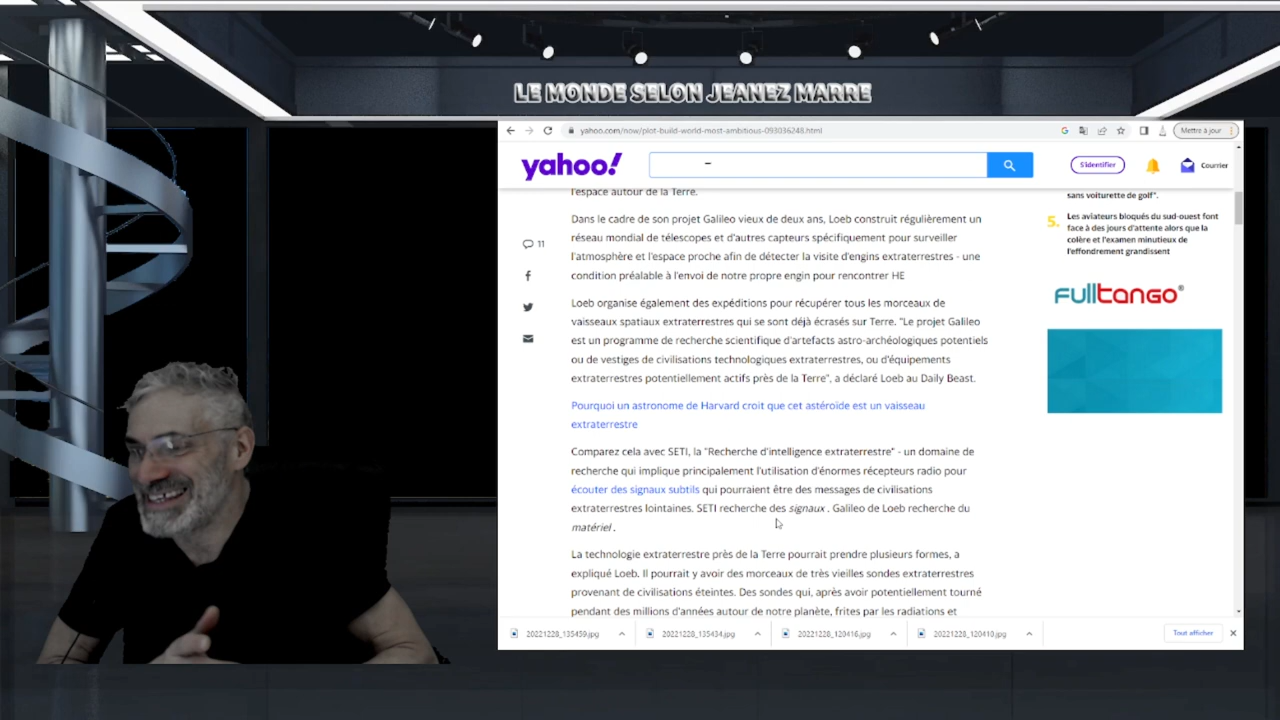 LE MONDE SELON JEANEZ MARRE
yahoo.com/now/plot-build-world-most-ambitious-093036248.html
Mettre à jour
yahoo!
S'identifier
Courrier
l'espace autour de la Terre.
Dans le cadre de son projet Galileo vieux de deux ans, Loeb construit régulièrement un
réseau mondial de télescopes et d'autres capteurs spécifiquement pour surveiller
l'atmosphère et l'espace proche afin de détecter la visite d'engins extraterrestres - une
condition préalable à l'envoi de notre propre engin pour rencontrer HE
11
Loeb organise également des expéditions pour récupérer tous les morceaux de
vaisseaux spatiaux extraterrestres qui se sont déjà écrasés sur Terre. "Le projet Galileo
est un programme de recherche scientifique d'artefacts astro-archéologiques potentiels
ou de vestiges de civilisations technologiques extraterrestres, ou d'équipements
extraterrestres potentiellement actifs près de la Terre", a déclaré Loeb au Daily Beast.
Pourquoi un astronome de Harvard croit que cet astéroïde est un vaisseau
extraterrestre
Comparez cela avec SETI, la "Recherche d'intelligence extraterrestre" - un domaine de
recherche qui implique principalement l'utilisation d'énormes récepteurs radio pour
écouter des signaux subtils qui pourraient être des messages de civilisations
extraterrestres lointaines. SETI recherche des signaux . Galileo de Loeb recherche du
matériel .
La technologie extraterrestre près de la Terre pourrait prendre plusieurs formes, a
expliqué Loeb. Il pourrait y avoir des morceaux de très vieilles sondes extraterrestres
provenant de civilisations éteintes. Des sondes qui, après avoir potentiellement tourné
pendant des millions d'années autour de notre planète, frites par les radiations et
sans voiturette de golf".
5. Les aviateurs bloqués du sud-ouest font
face à des jours d'attente alors que la
colère et l'examen minutieux de
l'effondrement grandissent
FULLTANGO®
20221228_135459.jpg
20221228_135434.jpg
20221228_120416.jpg
20221228_120410.jpg
Tout afficher